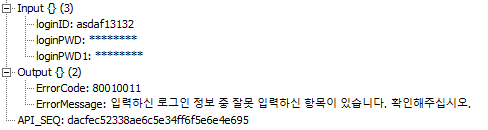 Input {} (3)
loginID: asdaf13132
loginPWD: ********
loginPWD1: ********
Output {} (2)
ErrorCode: 80010011
ErrorMessage: 입력하신 로그인 정보 중 잘못 입력하신 항목이 있습니다. 확인해주십시오.
API_SEQ: dacfec52338ae6c5e34ff6f5e6e4e695